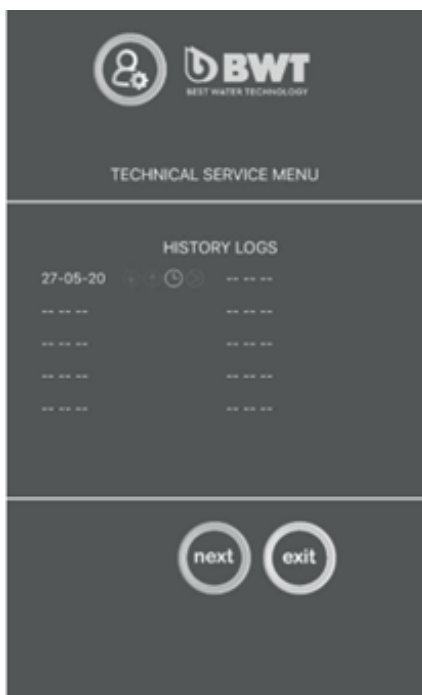 BWT
BEST WATER TECHNOLOGY
TECHNICAL SERVICE MENU
HISTORY LOGS
27-05-20 -- -- --
-- -- -- -- -- --
-- -- -- -- -- --
-- -- -- -- -- --
-- -- -- -- -- --
next exit